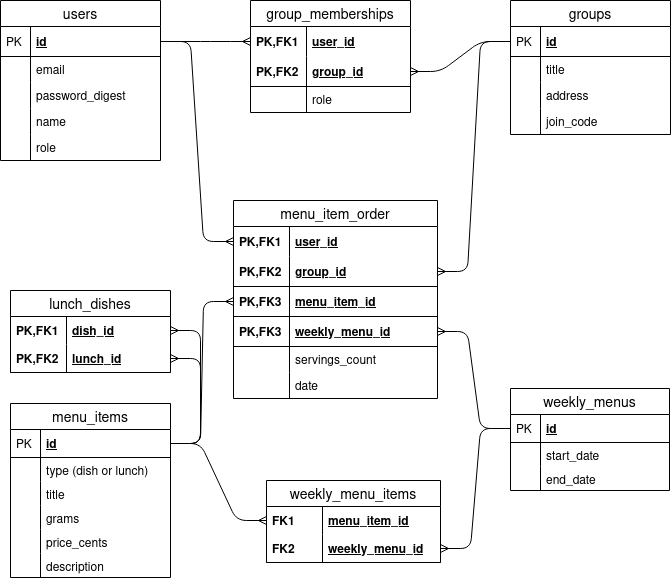 users
PK id
email
password_digest
name
role
group_memberships
PK,FK1 user_id
PK,FK2 group_id
role
groups
PK id
title
address
join_code
menu_item_order
PK,FK1 user_id
PK,FK2 group_id
PK,FK3 menu_item_id
PK,FK3 weekly_menu_id
servings_count
date
lunch_dishes
PK,FK1 dish_id
PK,FK2 lunch_id
menu_items
PK id
type (dish or lunch)
title
grams
price_cents
description
weekly_menus
PK id
start_date
end_date
weekly_menu_items
FK1 menu_item_id
FK2 weekly_menu_id